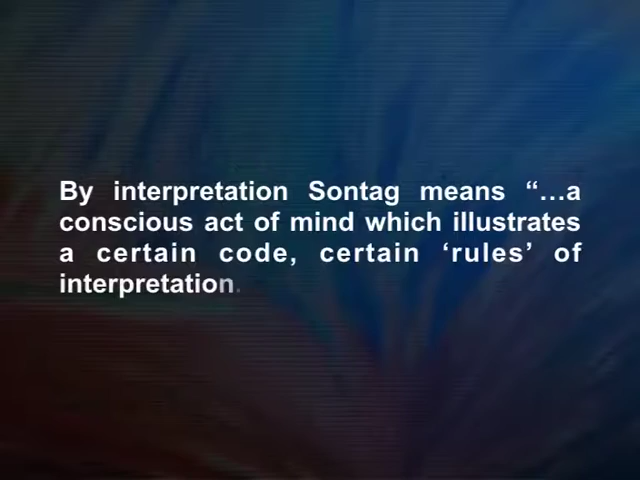 By interpretation Sontag means “…a
conscious act of mind which illustrates
a certain code, certain ‘rules’ of
interpretation.